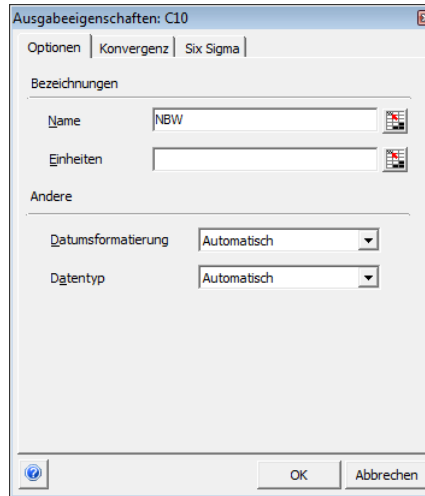 Ausgabeeigenschaften: C10
Optionen Konvergenz Six Sigma
Bezeichnungen
Name NBW
Einheiten
Andere
Datumsformatierung Automatisch
Datentyp Automatisch
OK Abbrechen